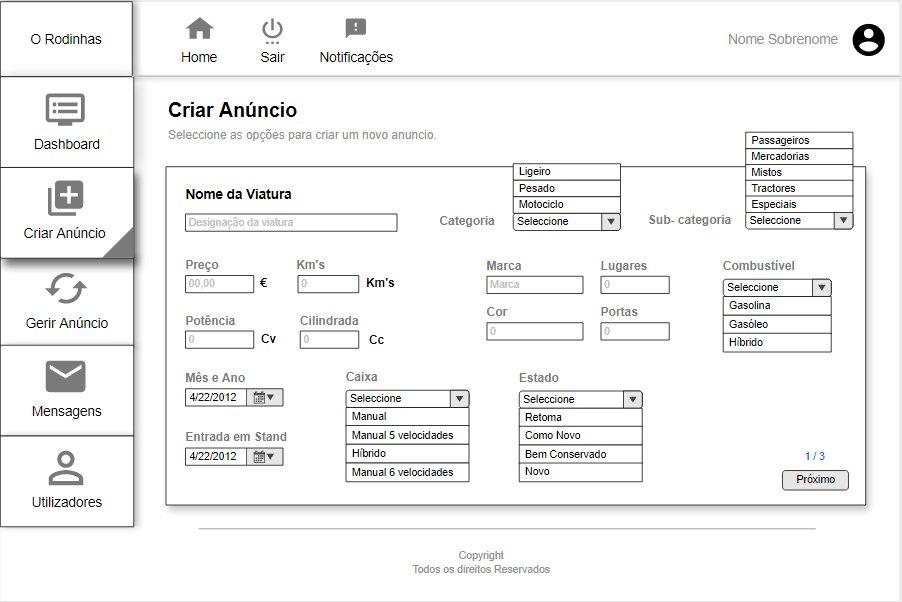 O Rodinhas
Home
Sair
Notificações
Nome Sobrenome
Dashboard
Criar Anúncio
Gerir Anúncio
Mensagens
Utilizadores
Criar Anúncio
Seleccione as opções para criar um novo anuncio.
Nome da Viatura
Designação da viatura
Categoria
Ligeiro
Pesado
Motociclo
Seleccione
Sub- categoria
Passageiros
Mercadorias
Mistos
Tractores
Especiais
Seleccione
Preço
00,00 €
Km's
0 Km's
Marca
Marca
Lugares
0
Combustível
Seleccione
Gasolina
Gasóleo
Híbrido
Potência
0 Cv
Cilindrada
0 Cc
Cor
0
Portas
0
Mês e Ano
4/22/2012
Caixa
Seleccione
Manual
Manual 5 velocidades
Híbrido
Manual 6 velocidades
Estado
Seleccione
Retoma
Como Novo
Bem Conservado
Novo
Entrada em Stand
4/22/2012
1 / 3
Próximo
Copyright
Todos os direitos Reservados